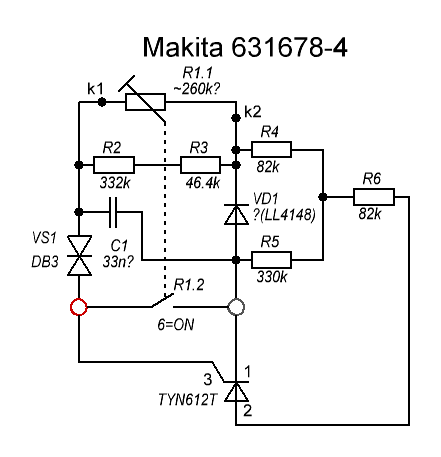 Makita 631678-4
R1.1
~260k?
k1
k2
R2
332k
R3
46.4k
R4
82k
R6
82k
VD1
?(LL4148)
VS1
DB3
C1
33n?
R5
330k
R1.2
6=ON
3
1
TYN612T
2